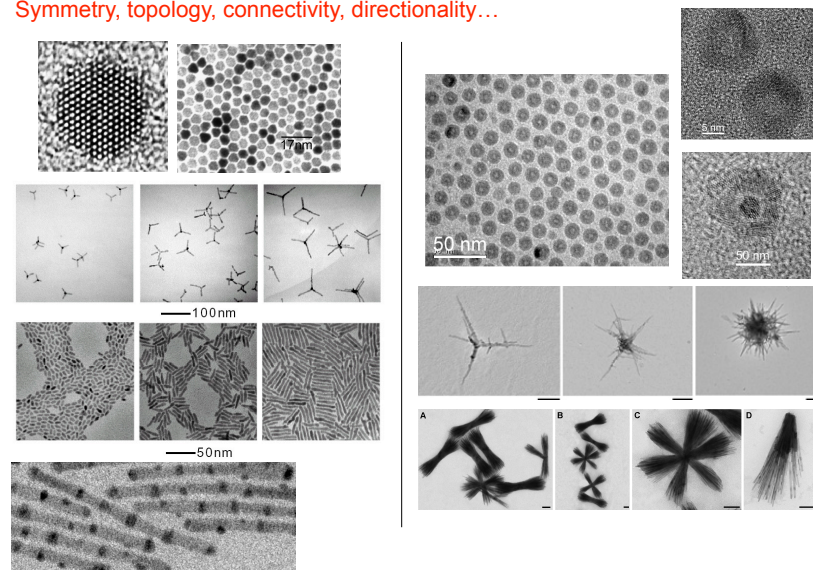 Symmetry, topology, connectivity, directionality…
17nm
100nm
50nm
50 nm
5 nm
50 nm
A
B
C
D